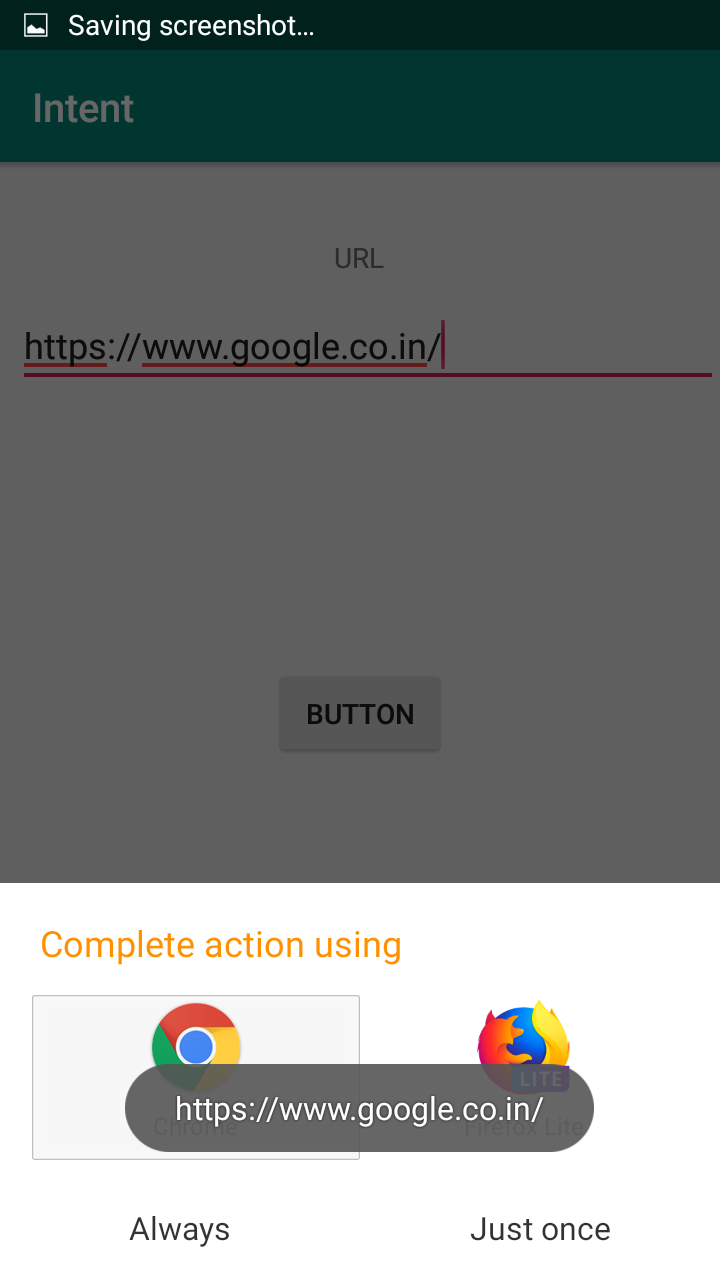 Saving screenshot...
Intent
URL
https://www.google.co.in/
BUTTON
Complete action using
LITE
https://www.google.co.in/
Chrome
Firefox Lite
Always
Just once